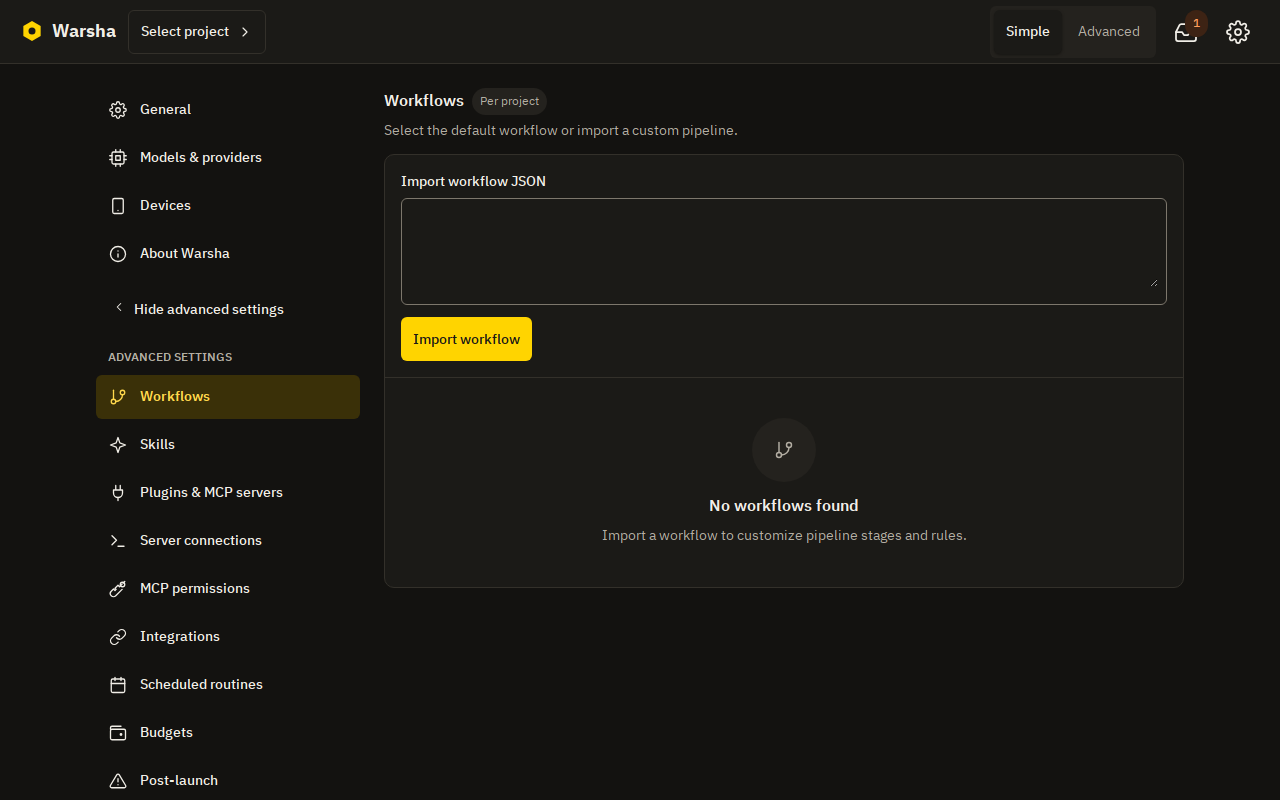 Warsha
Select project
Simple
Advanced
1
General
Models & providers
Devices
About Warsha
Hide advanced settings
ADVANCED SETTINGS
Workflows
Skills
Plugins & MCP servers
Server connections
MCP permissions
Integrations
Scheduled routines
Budgets
Post-launch
Workflows
Per project
Select the default workflow or import a custom pipeline.
Import workflow JSON
Import workflow
No workflows found
Import a workflow to customize pipeline stages and rules.